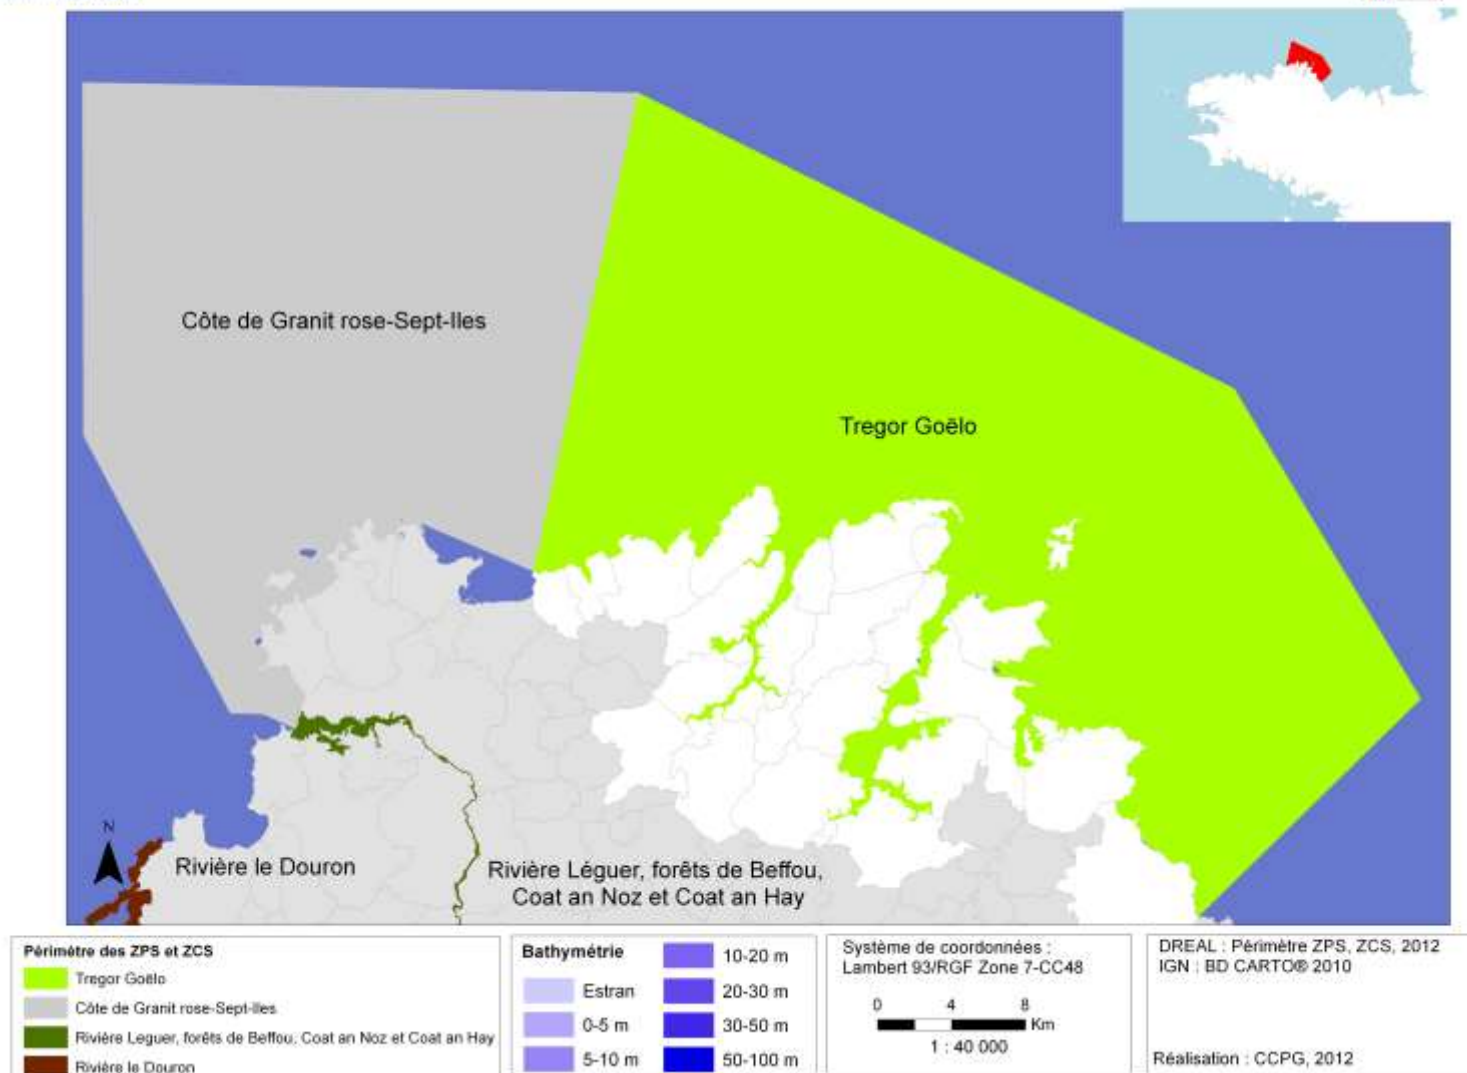 Côte de Granit rose-Sept-Iles
Tregor Goëlo
N
Rivière le Douron
Rivière Léguer, forêts de Beffou,
Coat an Noz et Coat an Hay
Périmètre des ZPS et ZCS
Tregor Goëlo
Côte de Granit rose-Sept-Iles
Rivière Leguer, forêts de Beffou, Coat an Noz et Coat an Hay
Rivière le Douron
Bathymétrie
Estran
0-5 m
5-10 m
10-20 m
20-30 m
30-50 m
50-100 m
Système de coordonnées :
Lambert 93/RGF Zone 7-CC48
0 4 8
Km
1 : 40 000
DREAL : Périmètre ZPS, ZCS, 2012
IGN : BD CARTO® 2010
Réalisation : CCPG, 2012